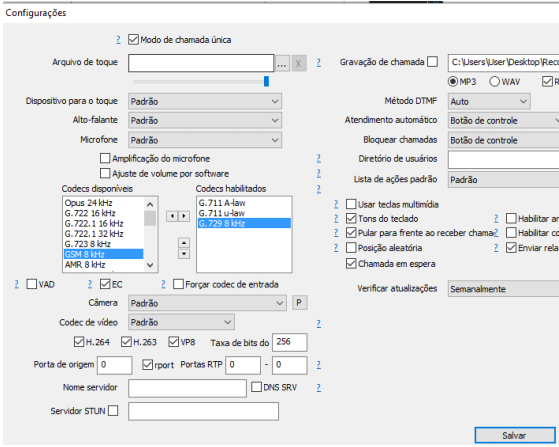 Configurações
? Modo de chamada única
Arquivo de toque ... x ?
Dispositivo para o toque Padrão
Alto-falante Padrão
Microfone Padrão
Amplificação do microfone ?
Ajuste de volume por software ?
Codecs disponíveis Codecs habilitados ?
Opus 24 kHz
G.722 16 kHz
G.722.1 16 kHz
G.722.1 32 kHz
G.723 8 kHz
GSM 8 kHz
AMR 8 kHz
G.711 A-law
G.711 u-law
G.729 8 kHz
? VAD ? EC ? Forçar codec de entrada
Câmera Padrão P
Codec de vídeo Padrão ?
H.264 H.263 VP8 Taxa de bits do 256
Porta de origem 0 rport Portas RTP 0 - 0 ?
Nome servidor DNS SRV ?
Servidor STUN
Gravação de chamada C:\Users\User\Desktop\Reco
MP3 WAV R
Método DTMF Auto
Atendimento automático Botão de controle
Bloquear chamadas Botão de controle
Diretório de usuários
Lista de ações padrão Padrão
? Usar teclas multimídia
? Tons do teclado ? Habilitar ar
? Pular para frente ao receber chama ? Habilitar co
? Posição aleatória ? Enviar rela
Chamada em espera
Verificar atualizações Semanalmente
Salvar